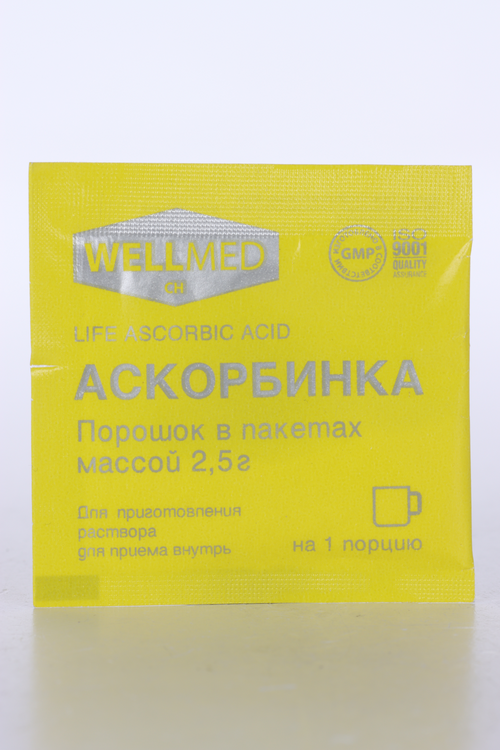 WELLMED
CH
GMP
ISO
9001
QUALITY
ASSURANCE
LIFE ASCORBIC ACID
АСКОРБИНКА
Порошок в пакетах
массой 2,5г
Для приготовления
раствора
для приема внутрь
на 1 порцию